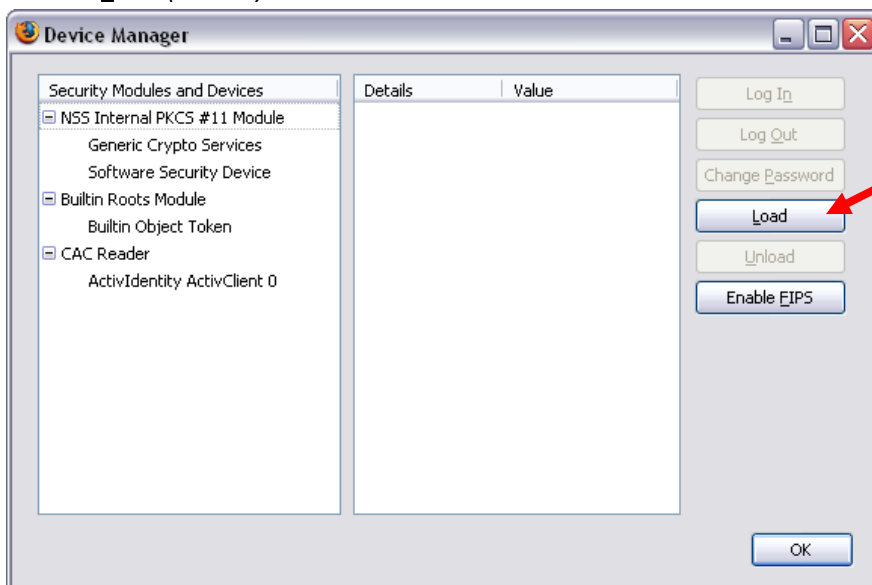 Device Manager
Security Modules and Devices
Details
Value
NSS Internal PKCS #11 Module
Generic Crypto Services
Software Security Device
Builtin Roots Module
Builtin Object Token
CAC Reader
ActivIdentity ActivClient 0
Log In
Log Out
Change Password
Load
Unload
Enable FIPS
OK